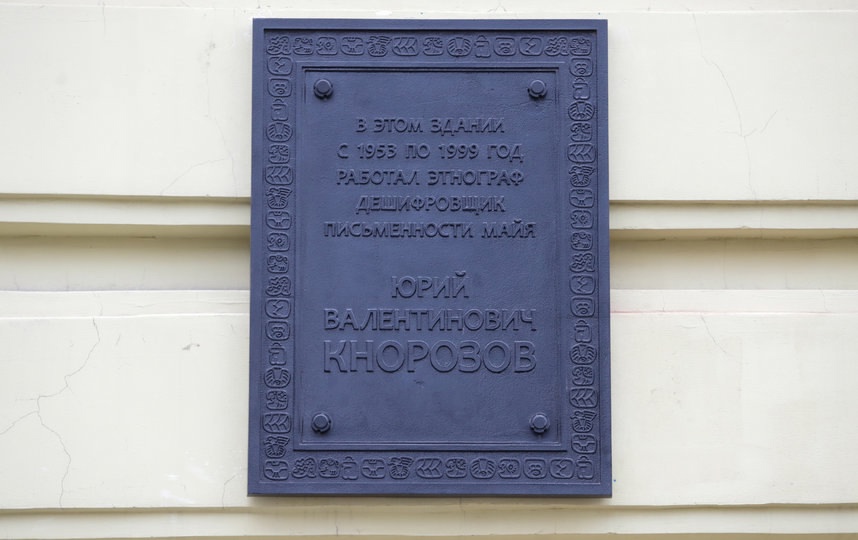 В ЭТОМ ЗДАНИИ
С 1953 ПО 1999 ГОД
РАБОТАЛ ЭТНОГРАФ
ДЕШИФРОВЩИК
ПИСЬМЕННОСТИ МАЙЯ
ЮРИЙ
ВАЛЕНТИНОВИЧ
КНОРОЗОВ